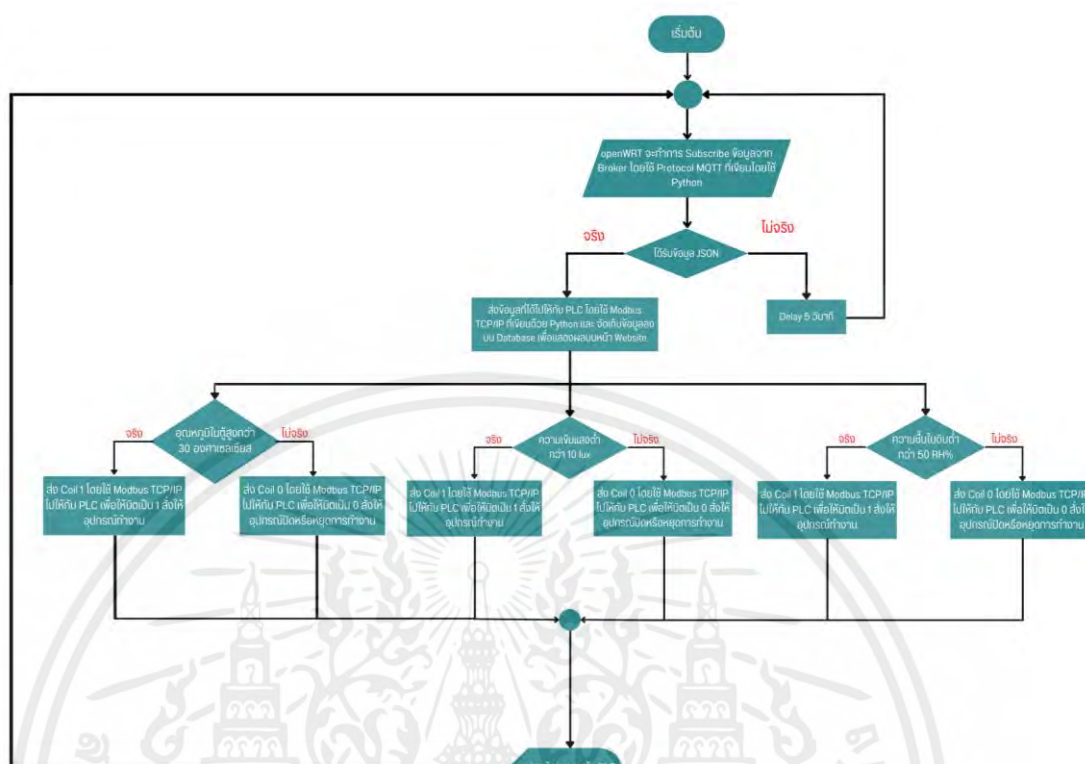 เริ่มต้น
openWRT จะทำการ Subscribe ข้อมูลจาก
Broker โดยใช้ Protocol MQTT ที่เขียนโดยใช้
Python
จริง
ไม่จริง
ได้รับข้อมูล JSON
ส่งข้อมูลที่ได้ไปให้กับ PLC โดยใช้ Modbus
TCP/IP ที่เขียนด้วย Python และ จัดเก็บข้อมูลลง
บน Database เพื่อแสดงผลบนหน้า Website
Delay 5 วินาที
จริง
อุณหภูมิในตู้สูงกว่า
30 องศาเซลเซียส
ไม่จริง
จริง
ความเข้มแสงต่ำ
กว่า 10 lux
ไม่จริง
จริง
ความชื้นในดินต่ำ
กว่า 50 RH%
ไม่จริง
ส่ง Coil 1 โดยใช้ Modbus TCP/IP
ไปให้กับ PLC เพื่อให้บิตเป็น 1 สั่งให้
อุปกรณ์ทำงาน
ส่ง Coil 0 โดยใช้ Modbus TCP/IP
ไปให้กับ PLC เพื่อให้บิตเป็น 0 สั่งให้
อุปกรณ์ปิดหรือหยุดการทำงาน
ส่ง Coil 1 โดยใช้ Modbus TCP/IP
ไปให้กับ PLC เพื่อให้บิตเป็น 1 สั่งให้
อุปกรณ์ทำงาน
ส่ง Coil 0 โดยใช้ Modbus TCP/IP
ไปให้กับ PLC เพื่อให้บิตเป็น 0 สั่งให้
อุปกรณ์ปิดหรือหยุดการทำงาน
ส่ง Coil 1 โดยใช้ Modbus TCP/IP
ไปให้กับ PLC เพื่อให้บิตเป็น 1 สั่งให้
อุปกรณ์ทำงาน
ส่ง Coil 0 โดยใช้ Modbus TCP/IP
ไปให้กับ PLC เพื่อให้บิตเป็น 0 สั่งให้
อุปกรณ์ปิดหรือหยุดการทำงาน